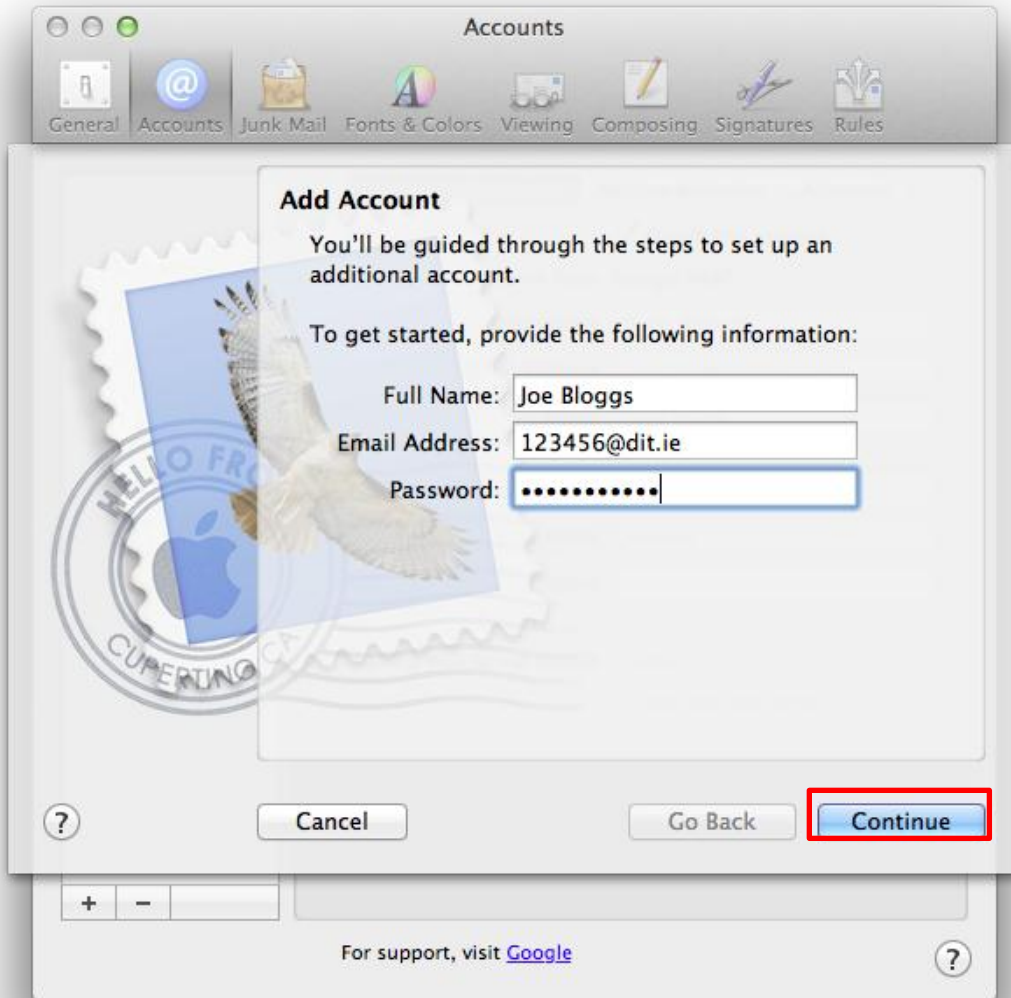 Accounts
General Accounts Junk Mail Fonts & Colors Viewing Composing Signatures Rules
Add Account
You'll be guided through the steps to set up an
additional account.
To get started, provide the following information:
Full Name: Joe Bloggs
Email Address: 123456@dit.ie
Password: •••••••••••
HELLO FRO
CUPERTINO CA
? Cancel Go Back Continue
+ −
For support, visit Google ?